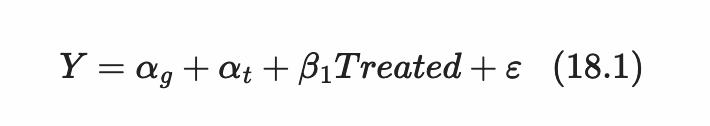 Y = α_g + α_t + β_1Treated + ε (18.1)